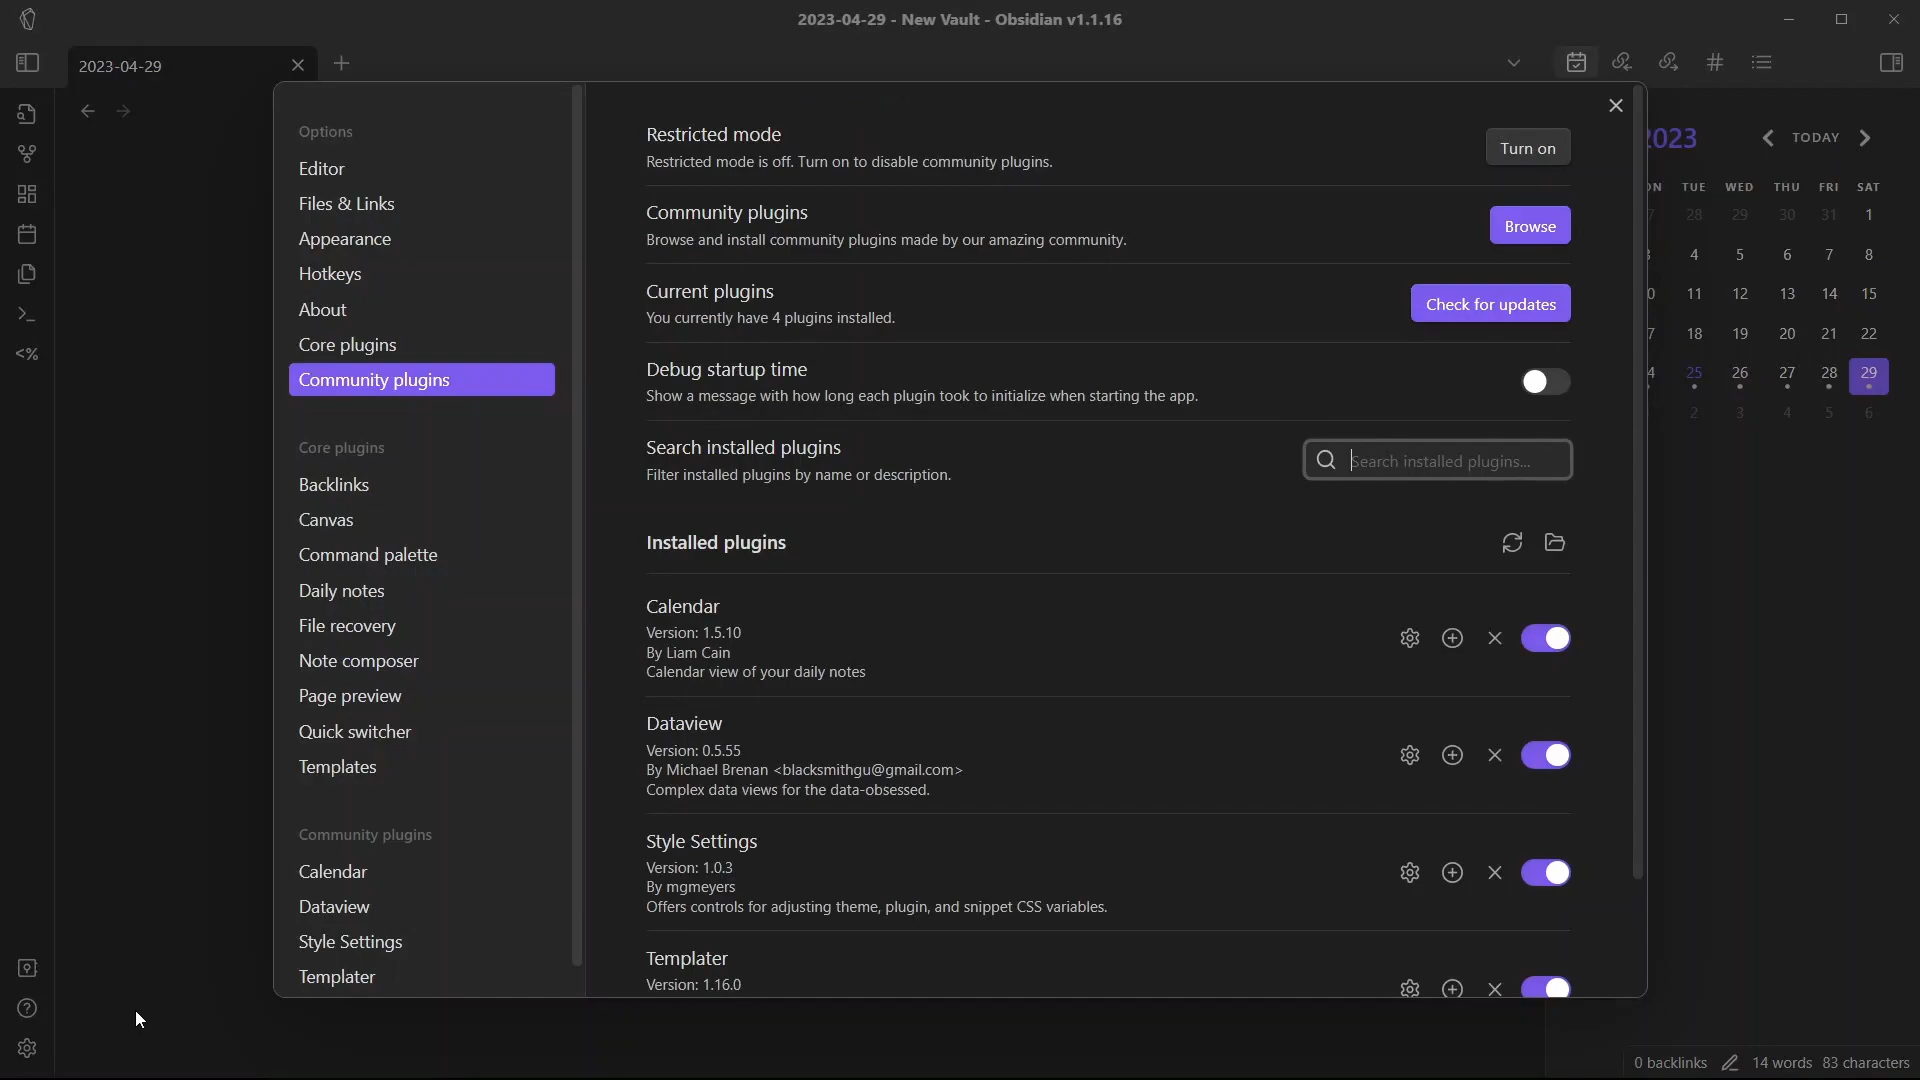 2023-04-29 - New Vault - Obsidian v1.1.16
2023-04-29
Options
Editor
Files & Links
Appearance
Hotkeys
About
Core plugins
Community plugins
Core plugins
Backlinks
Canvas
Command palette
Daily notes
File recovery
Note composer
Page preview
Quick switcher
Templates
Community plugins
Calendar
Dataview
Style Settings
Templater
Restricted mode
Restricted mode is off. Turn on to disable community plugins.
Turn on
Community plugins
Browse and install community plugins made by our amazing community.
Browse
Current plugins
You currently have 4 plugins installed.
Check for updates
Debug startup time
Show a message with how long each plugin took to initialize when starting the app.
Search installed plugins
Filter installed plugins by name or description.
Search installed plugins...
Installed plugins
Calendar
Version: 1.5.10
By Liam Cain
Calendar view of your daily notes
Dataview
Version: 0.5.55
By Michael Brenan <blacksmithgu@gmail.com>
Complex data views for the data-obsessed.
Style Settings
Version: 1.0.3
By mgmeyers
Offers controls for adjusting theme, plugin, and snippet CSS variables.
Templater
Version: 1.16.0
2023 TODAY
TUE WED THU FRI SAT
28 29 30 31 1
4 5 6 7 8
11 12 13 14 15
18 19 20 21 22
25 26 27 28 29
2 3 4 5 6
<%
0 backlinks 14 words 83 characters